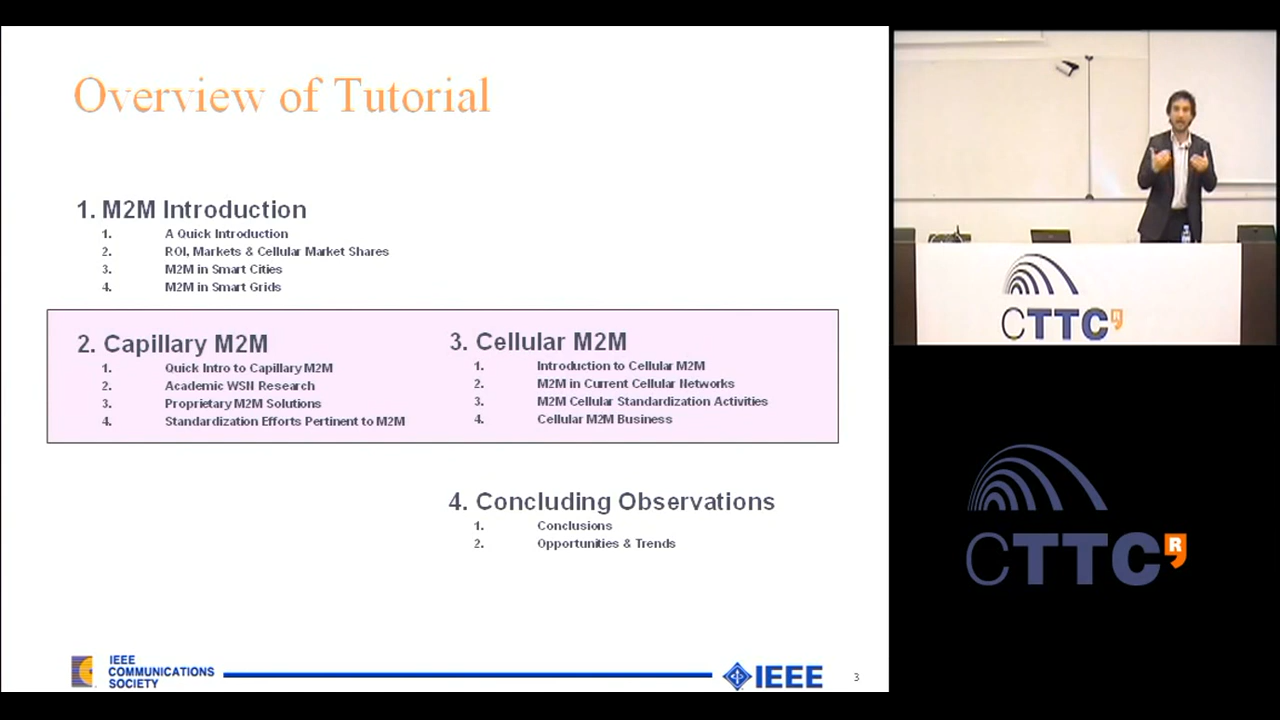 Overview of Tutorial
1. M2M Introduction
1. A Quick Introduction
2. ROI, Markets & Cellular Market Shares
3. M2M in Smart Cities
4. M2M in Smart Grids
2. Capillary M2M
1. Quick Intro to Capillary M2M
2. Academic WSN Research
3. Proprietary M2M Solutions
4. Standardization Efforts Pertinent to M2M
3. Cellular M2M
1. Introduction to Cellular M2M
2. M2M in Current Cellular Networks
3. M2M Cellular Standardization Activities
4. Cellular M2M Business
4. Concluding Observations
1. Conclusions
2. Opportunities & Trends
IEEE
COMMUNICATIONS
SOCIETY
IEEE
3
CTTC R
CTTC R